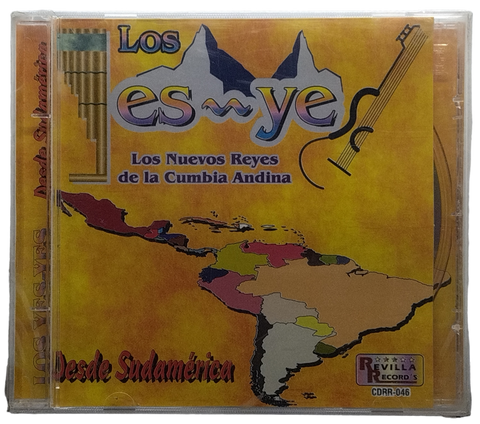 Los
es~~ye
Los Nuevos Reyes
de la Cumbia Andina
Desde Sudamérica
Desde Sudamérica
LOS YES-YES
REVILLA
RECORDS
CDRR-046